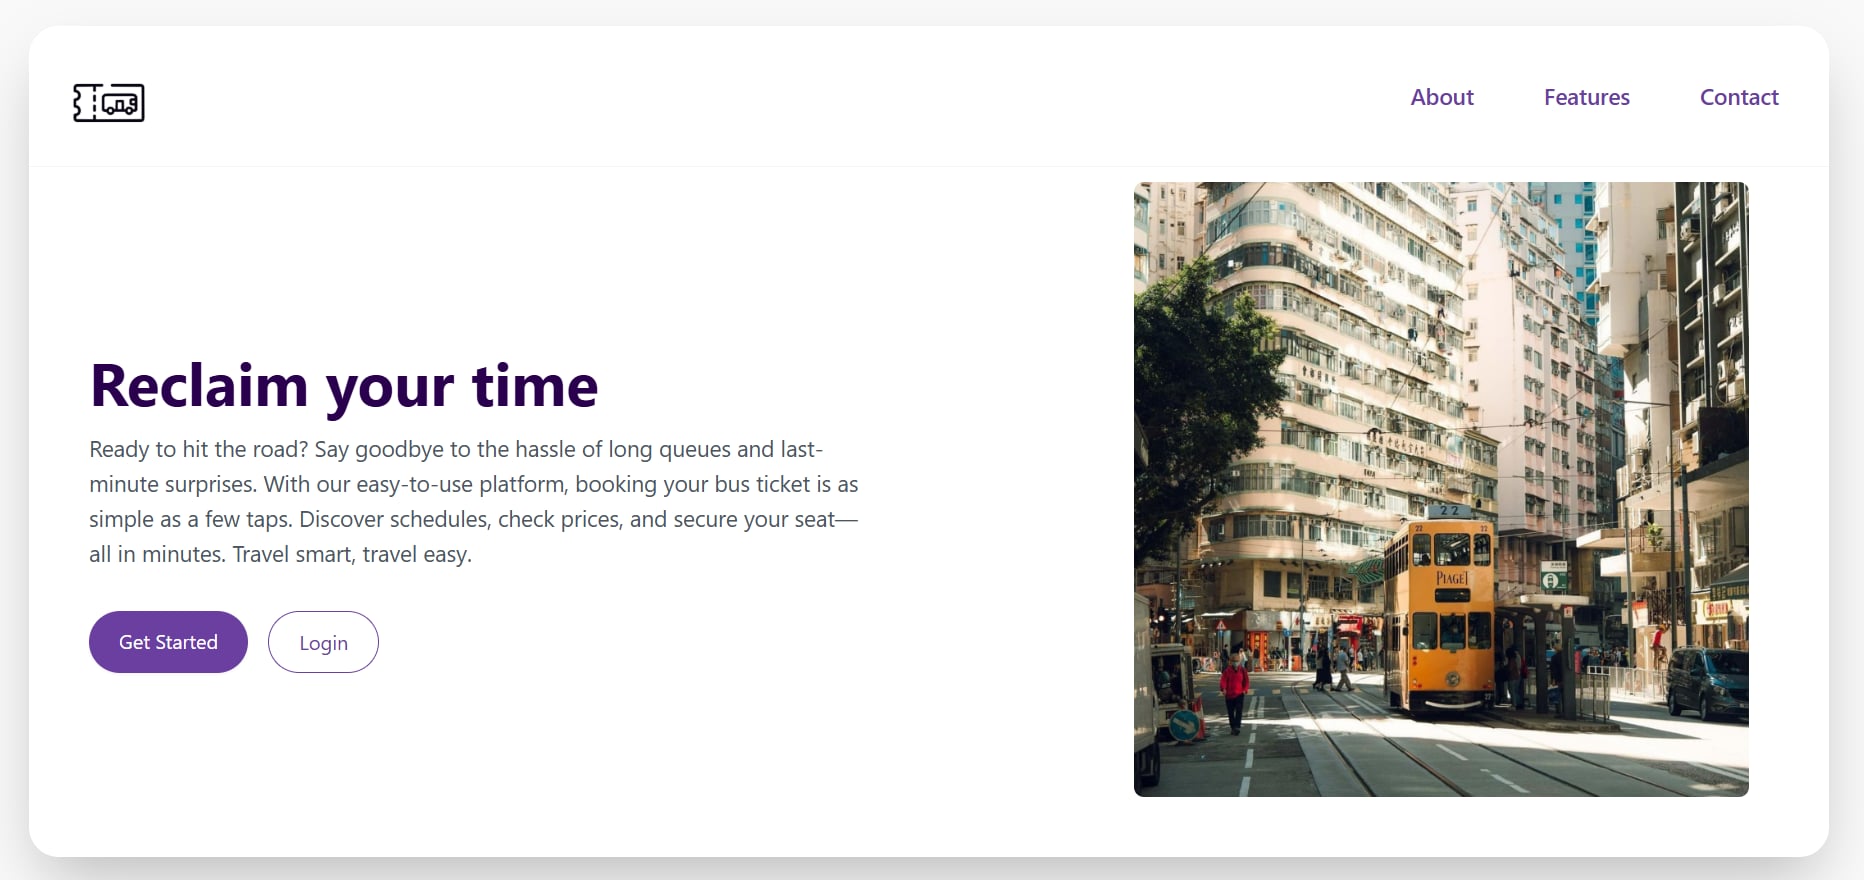 About
Features
Contact
Reclaim your time
Ready to hit the road? Say goodbye to the hassle of long queues and last-
minute surprises. With our easy-to-use platform, booking your bus ticket is as
simple as a few taps. Discover schedules, check prices, and secure your seat—
all in minutes. Travel smart, travel easy.
Get Started
Login
22
22
22
PIAGET